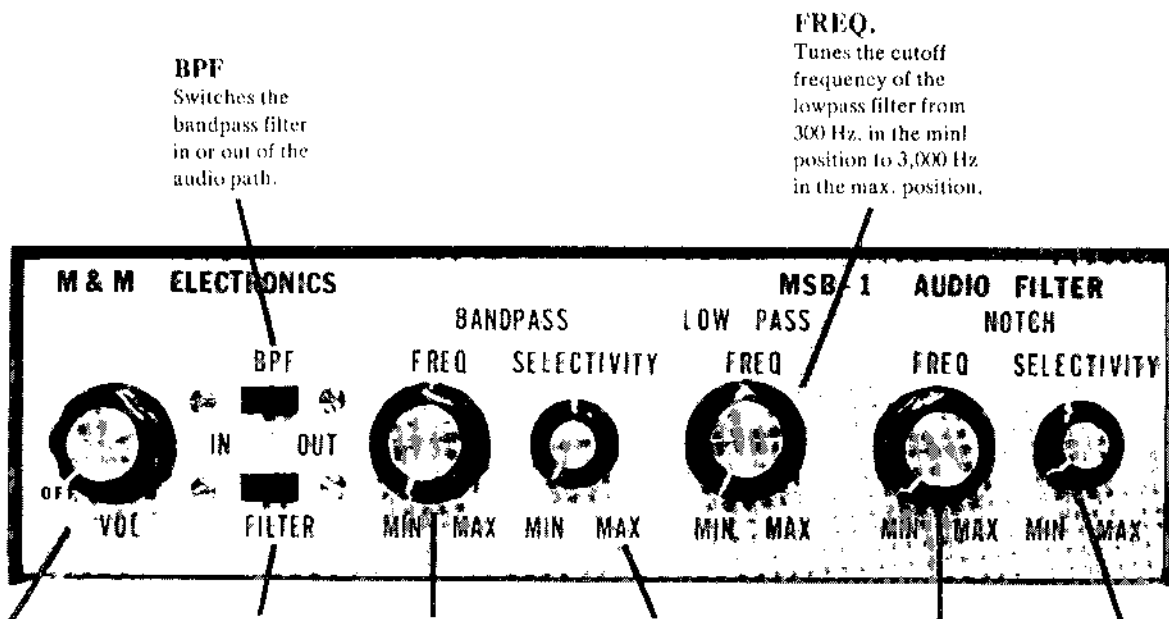 FREQ.
Tunes the cutoff
frequency of the
lowpass filter from
300 Hz. in the minl
position to 3,000 Hz
in the max. position.
BPF
Switches the
bandpass filter
in or out of the
audio path.
M & M ELECTRONICS MSB-1 AUDIO FILTER
BANDPASS LOW PASS NOTCH
BPF FREQ SELECTIVITY FREQ FREQ SELECTIVITY
IN OUT
OFF
VOL FILTER MIN MAX MIN MAX MIN MAX MIN MAX MIN MAX